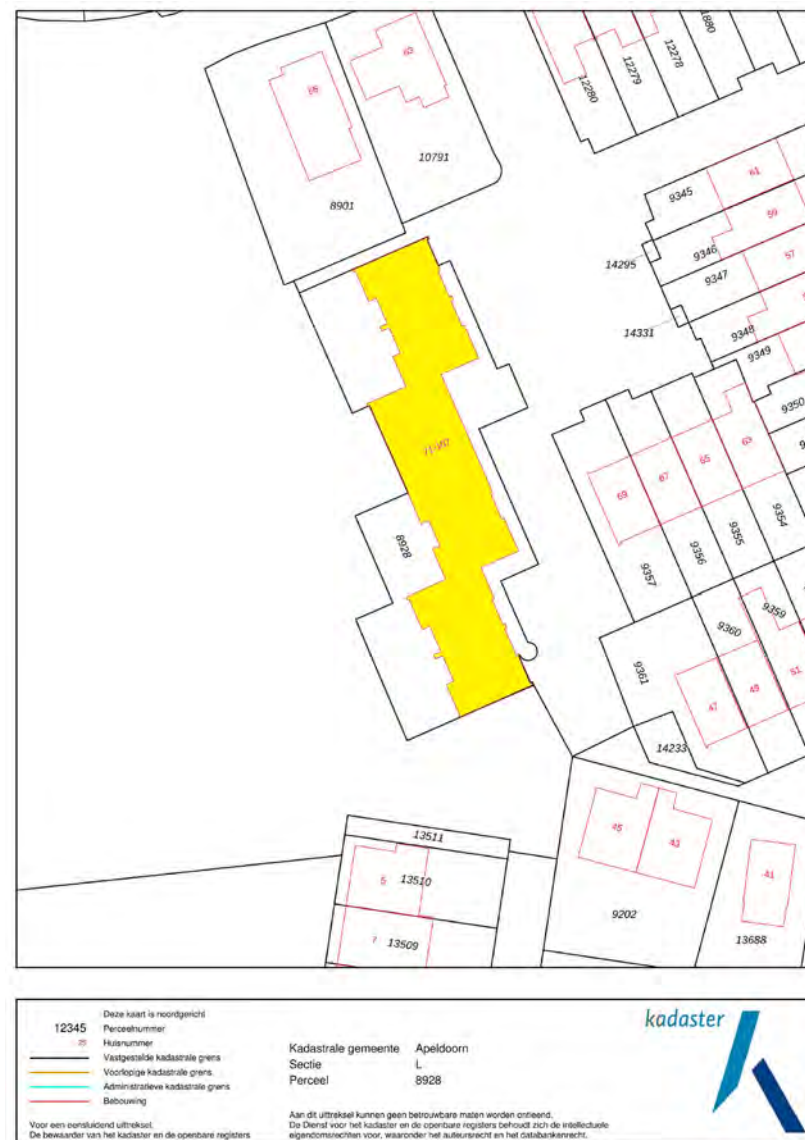 62
1880
12278
12279
12280
10791
8901
61
9345
59
9346
14295
57
9347
14331
9348
9349
9350
63
65
67
69
9354
9355
9356
9357
8928
9359
9360
9361
51
49
47
14233
13511
45
43
5
13510
41
9202
7
13509
13688
Deze kaart is noordgericht
12345 Perceelnummer
25 Huisnummer
Vastgestelde kadastrale grens
Voorlopige kadastrale grens
Administratieve kadastrale grens
Bebouwing
Voor een eensluidend uittreksel,
De bewaarder van het kadaster en de openbare registers
Kadastrale gemeente Apeldoorn
Sectie L
Perceel 8928
Aan dit uittreksel kunnen geen betrouwbare maten worden ontleend.
De Dienst voor het kadaster en de openbare registers behoudt zich de intellectuele
eigendomsrechten voor, waaronder het auteursrecht en het databankenrecht.
kadaster